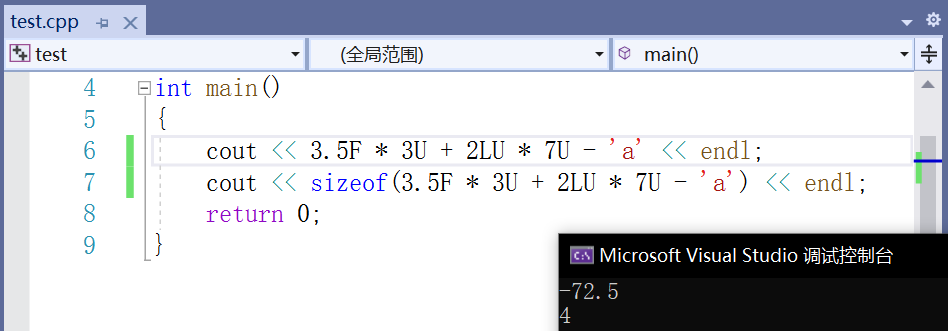 test.cpp
test (全局范围) main()
4 int main()
5 {
6 cout << 3.5F * 3U + 2LU * 7U - 'a' << endl;
7 cout << sizeof(3.5F * 3U + 2LU * 7U - 'a') << endl;
8 return 0;
9 }
Microsoft Visual Studio 调试控制台
-72.5
4